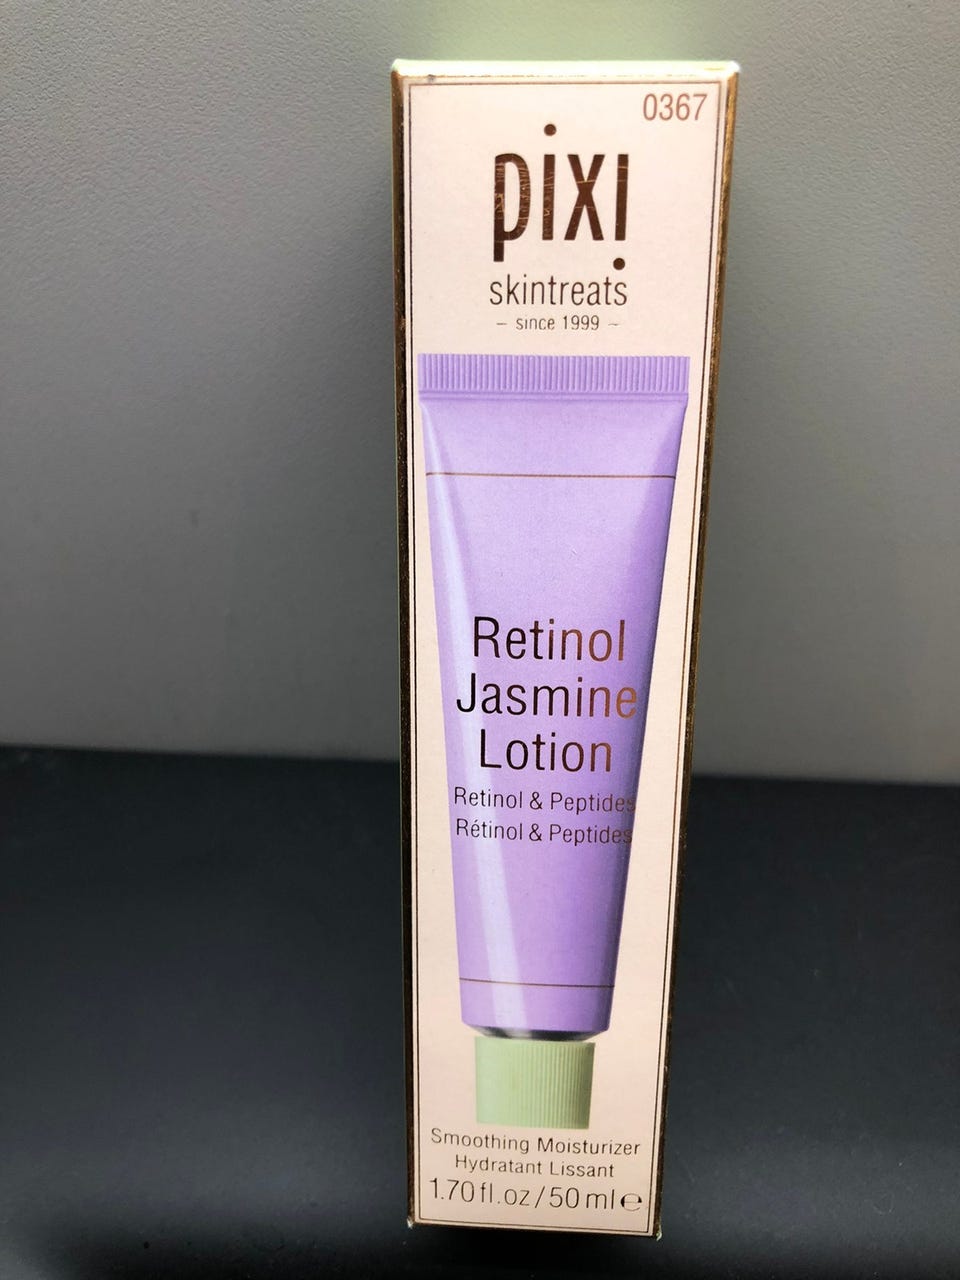 0367
pixi
skintreats
– since 1999 –
Retinol
Jasmine
Lotion
Retinol & Peptides
Rétinol & Peptides
Smoothing Moisturizer
Hydratant Lissant
1.70 fl.oz/50 ml ℮